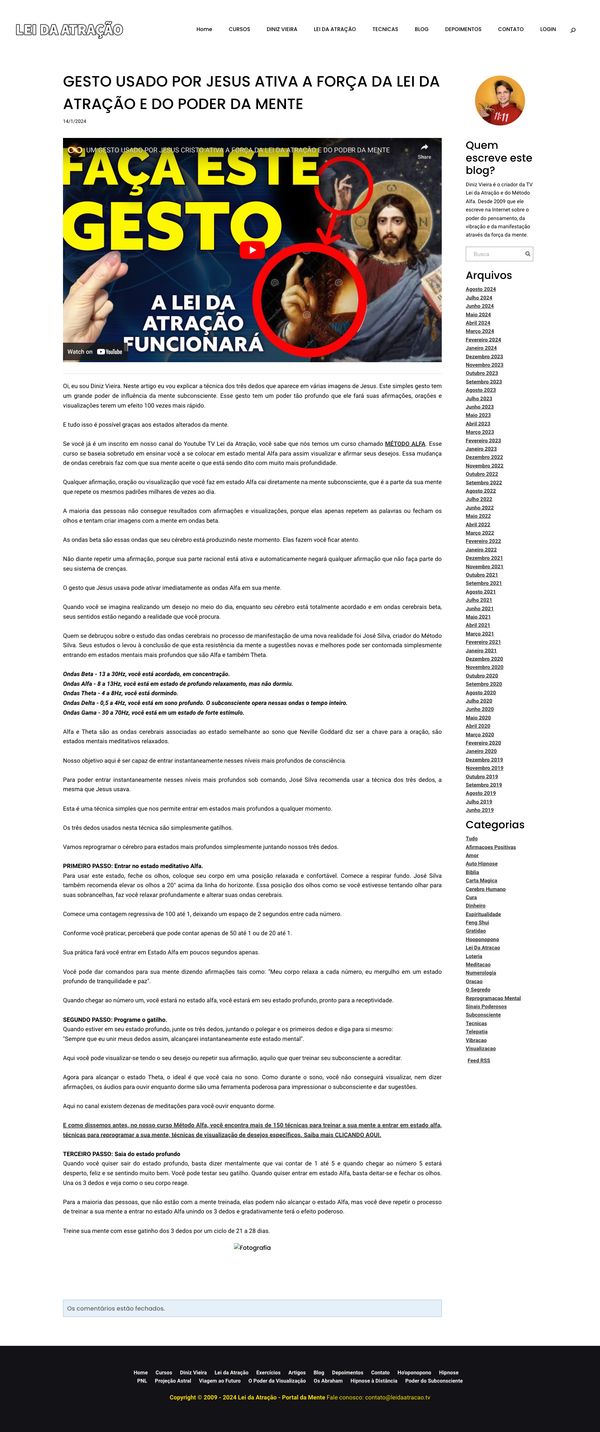 LEI DA ATRAÇÃO
Home CURSOS DINIZ VIEIRA LEI DA ATRAÇÃO TECNICAS BLOG DEPOIMENTOS CONTATO LOGIN
GESTO USADO POR JESUS ATIVA A FORÇA DA LEI DA
ATRAÇÃO E DO PODER DA MENTE
14/1/2024
UM GESTO USADO POR JESUS CRISTO ATIVA A FORÇA DA LEI DA ATRAÇÃO E DO PODER DA MENTE
Share
FAÇA ESTE
GESTO
A LEI DA
ATRAÇÃO
FUNCIONARÁ
Watch on YouTube
Oi, eu sou Diniz Vieira. Neste artigo eu vou explicar a técnica dos três dedos que aparece em várias imagens de Jesus. Este simples gesto tem
um grande poder de influência da mente subconsciente. Esse gesto tem um poder tão profundo que ele fará suas afirmações, orações e
visualizações terem um efeito 100 vezes mais rápido.
E tudo isso é possível graças aos estados alterados da mente.
Se você já é um inscrito em nosso canal do Youtube TV Lei da Atração, você sabe que nós temos um curso chamado MÉTODO ALFA. Esse
curso se baseia sobretudo em ensinar você a se colocar em estado mental Alfa para assim visualizar e afirmar seus desejos. Essa mudança
de ondas cerebrais faz com que sua mente aceite o que está sendo dito com muito mais profundidade.
Qualquer afirmação, oração ou visualização que você faz em estado Alfa cai diretamente na mente subconsciente, que é a parte da sua mente
que repete os mesmos padrões milhares de vezes ao dia.
A maioria das pessoas não consegue resultados com afirmações e visualizações, porque elas apenas repetem as palavras ou fecham os
olhos e tentam criar imagens com a mente em ondas beta.
As ondas beta são essas ondas que seu cérebro está produzindo neste momento. Elas fazem você ficar atento.
Não diante repetir uma afirmação, porque sua parte racional está ativa e automaticamente negará qualquer afirmação que não faça parte do
seu sistema de crenças.
O gesto que Jesus usava pode ativar imediatamente as ondas Alfa em sua mente.
Quando você se imagina realizando um desejo no meio do dia, enquanto seu cérebro está totalmente acordado e em ondas cerebrais beta,
seus sentidos estão negando a realidade que você procura.
Quem se debruçou sobre o estudo das ondas cerebrais no processo de manifestação de uma nova realidade foi José Silva, criador do Método
Silva. Seus estudos o levou à conclusão de que esta resistência da mente a sugestões novas e melhores pode ser contornada simplesmente
entrando em estados mentais mais profundos que são Alfa e também Theta.
Ondas Beta - 13 a 30Hz, você está acordado, em concentração.
Ondas Alfa - 8 a 13Hz, você está em estado de profundo relaxamento, mas não dormiu.
Ondas Theta - 4 a 8Hz, você está dormindo.
Ondas Delta - 0,5 a 4Hz, você está em sono profundo. O subconsciente opera nessas ondas o tempo inteiro.
Ondas Gama - 30 a 70Hz, você está em um estado de forte estímulo.
Alfa e Theta são as ondas cerebrais associadas ao estado semelhante ao sono que Neville Goddard diz ser a chave para a oração, são
estados mentais meditativos relaxados.
Nosso objetivo aqui é ser capaz de entrar instantaneamente nesses níveis mais profundos de consciência.
Para poder entrar instantaneamente nesses níveis mais profundos sob comando, José Silva recomenda usar a técnica dos três dedos, a
mesma que Jesus usava.
Esta é uma técnica simples que nos permite entrar em estados mais profundos a qualquer momento.
Os três dedos usados nesta técnica são simplesmente gatilhos.
Vamos reprogramar o cérebro para estados mais profundos simplesmente juntando nossos três dedos.
PRIMEIRO PASSO: Entrar no estado meditativo Alfa.
Para usar este estado, feche os olhos, coloque seu corpo em uma posição relaxada e confortável. Comece a respirar fundo. José Silva
também recomenda elevar os olhos a 20° acima da linha do horizonte. Essa posição dos olhos como se você estivesse tentando olhar para
suas sobrancelhas, faz você relaxar profundamente e alterar suas ondas cerebrais.
Comece uma contagem regressiva de 100 até 1, deixando um espaço de 2 segundos entre cada número.
Conforme você praticar, perceberá que pode contar apenas de 50 até 1 ou de 20 até 1.
Sua prática fará você entrar em Estado Alfa em poucos segundos apenas.
Você pode dar comandos para sua mente dizendo afirmações tais como: "Meu corpo relaxa a cada número, eu mergulho em um estado
profundo de tranquilidade e paz".
Quando chegar ao número um, você estará no estado alfa, você estará em seu estado profundo, pronto para a receptividade.
SEGUNDO PASSO: Programe o gatilho.
Quando estiver em seu estado profundo, junte os três dedos, juntando o polegar e os primeiros dedos e diga para si mesmo:
"Sempre que eu unir meus dedos assim, alcançarei instantaneamente este estado mental".
Aqui você pode visualizar-se tendo o seu desejo ou repetir sua afirmação, aquilo que quer treinar seu subconsciente a acreditar.
Agora para alcançar o estado Theta, o ideal é que você caia no sono. Como durante o sono, você não conseguirá visualizar, nem dizer
afirmações, os áudios para ouvir enquanto dorme são uma ferramenta poderosa para impressionar o subconsciente e dar sugestões.
Aqui no canal existem dezenas de meditações para você ouvir enquanto dorme.
E como dissemos antes, no nosso curso Método Alfa, você encontra mais de 150 técnicas para treinar a sua mente a entrar em estado alfa,
técnicas para reprogramar a sua mente, técnicas de visualização de desejos específicos. Saiba mais CLICANDO AQUI.
TERCEIRO PASSO: Saia do estado profundo
Quando você quiser sair do estado profundo, basta dizer mentalmente que vai contar de 1 até 5 e quando chegar ao número 5 estará
desperto, feliz e se sentindo muito bem. Você pode testar seu gatilho. Quando quiser entrar em estado Alfa, basta deitar-se e fechar os olhos.
Una os 3 dedos e veja como o seu corpo reage.
Para a maioria das pessoas, que não estão com a mente treinada, elas podem não alcançar o estado Alfa, mas você deve repetir o processo
de treinar a sua mente a entrar no estado Alfa unindo os 3 dedos e gradativamente terá o efeito poderoso.
Treine sua mente com esse gatinho dos 3 dedos por um ciclo de 21 a 28 dias.
Fotografia
Os comentários estão fechados.
11:11
Quem
escreve este
blog?
Diniz Vieira é o criador da TV
Lei da Atração e do Método
Alfa. Desde 2009 que ele
escreve na Internet sobre o
poder do pensamento, da
vibração e da manifestação
através da força da mente.
Busca
Arquivos
Agosto 2024
Julho 2024
Junho 2024
Maio 2024
Abril 2024
Março 2024
Fevereiro 2024
Janeiro 2024
Dezembro 2023
Novembro 2023
Outubro 2023
Setembro 2023
Agosto 2023
Julho 2023
Junho 2023
Maio 2023
Abril 2023
Março 2023
Fevereiro 2023
Janeiro 2023
Dezembro 2022
Novembro 2022
Outubro 2022
Setembro 2022
Agosto 2022
Julho 2022
Junho 2022
Maio 2022
Abril 2022
Março 2022
Fevereiro 2022
Janeiro 2022
Dezembro 2021
Novembro 2021
Outubro 2021
Setembro 2021
Agosto 2021
Julho 2021
Junho 2021
Maio 2021
Abril 2021
Março 2021
Fevereiro 2021
Janeiro 2021
Dezembro 2020
Novembro 2020
Outubro 2020
Setembro 2020
Agosto 2020
Julho 2020
Junho 2020
Maio 2020
Abril 2020
Março 2020
Fevereiro 2020
Janeiro 2020
Dezembro 2019
Novembro 2019
Outubro 2019
Setembro 2019
Agosto 2019
Julho 2019
Junho 2019
Categorias
Tudo
Afirmacoes Positivas
Amor
Auto Hipnose
Bíblia
Carta Magica
Cerebro Humano
Cura
Dinheiro
Espiritualidade
Feng Shui
Gratidao
Hooponopono
Lei Da Atracao
Loteria
Meditacao
Numerologia
Oracao
O Segredo
Reprogramacao Mental
Sinais Poderosos
Subconsciente
Tecnicas
Telepatia
Vibracao
Visualizacao
Feed RSS
Home Cursos Diniz Vieira Lei da Atração Exercícios Artigos Blog Depoimentos Contato Ho'oponopono Hipnose
PNL Projeção Astral Viagem ao Futuro O Poder da Visualização Os Abraham Hipnose à Distância Poder do Subconsciente
Copyright © 2009 - 2024 Lei da Atração - Portal da Mente Fale conosco: contato@leidaatracao.tv